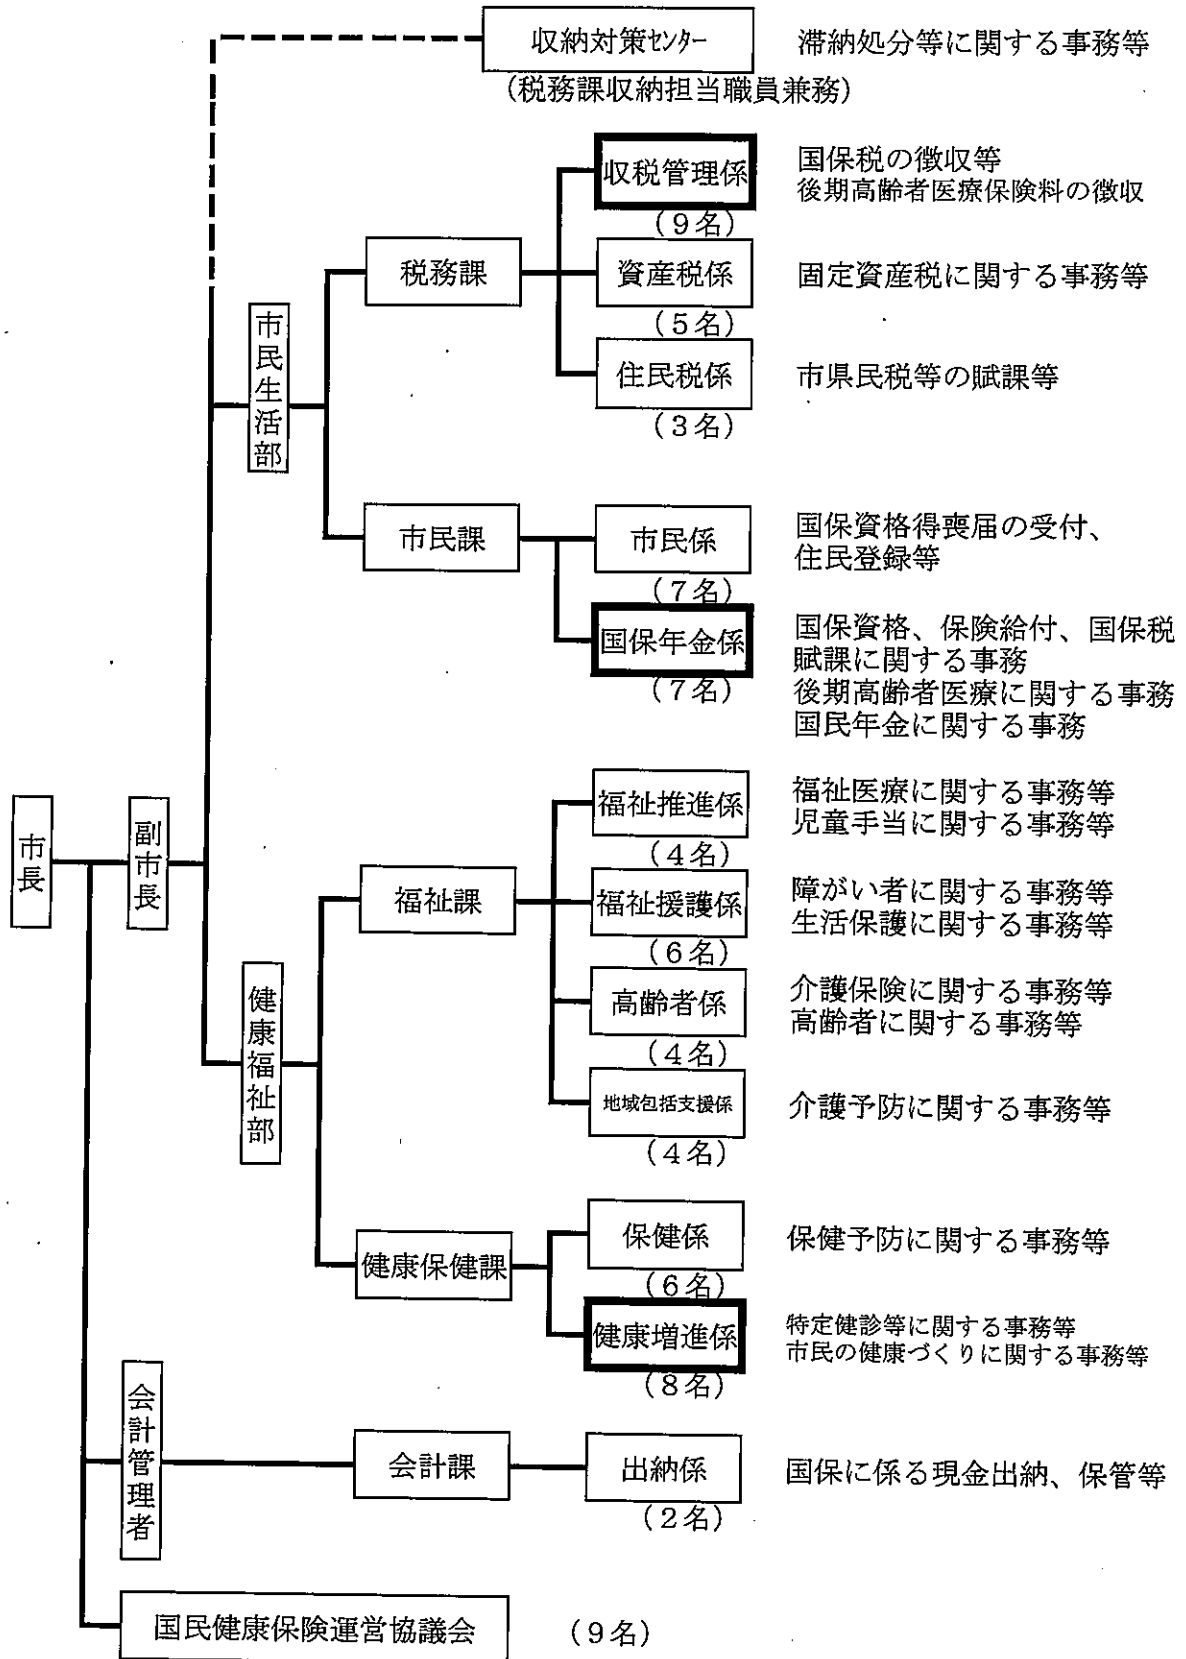 収納対策センター
滞納処分等に関する事務等
(税務課収納担当職員兼務)
収税管理係
国保税の徴収等
後期高齢者医療保険料の徴収
(9名)
税務課
資産税係
固定資産税に関する事務等
(5名)
市民生活部
住民税係
市県民税等の賦課等
(3名)
市民課
市民係
国保資格得喪届の受付、
住民登録等
(7名)
国保年金係
国保資格、保険給付、国保税
賦課に関する事務
後期高齢者医療に関する事務
国民年金に関する事務
(7名)
市長
副市長
福祉推進係
福祉医療に関する事務等
児童手当に関する事務等
(4名)
福祉課
福祉援護係
障がい者に関する事務等
生活保護に関する事務等
(6名)
高齢者係
介護保険に関する事務等
高齢者に関する事務等
(4名)
健康福祉部
地域包括支援係
介護予防に関する事務等
(4名)
健康保健課
保健係
保健予防に関する事務等
(6名)
健康増進係
特定健診等に関する事務等
市民の健康づくりに関する事務等
(8名)
会計管理者
会計課
出納係
国保に係る現金出納、保管等
(2名)
国民健康保険運営協議会
(9名)